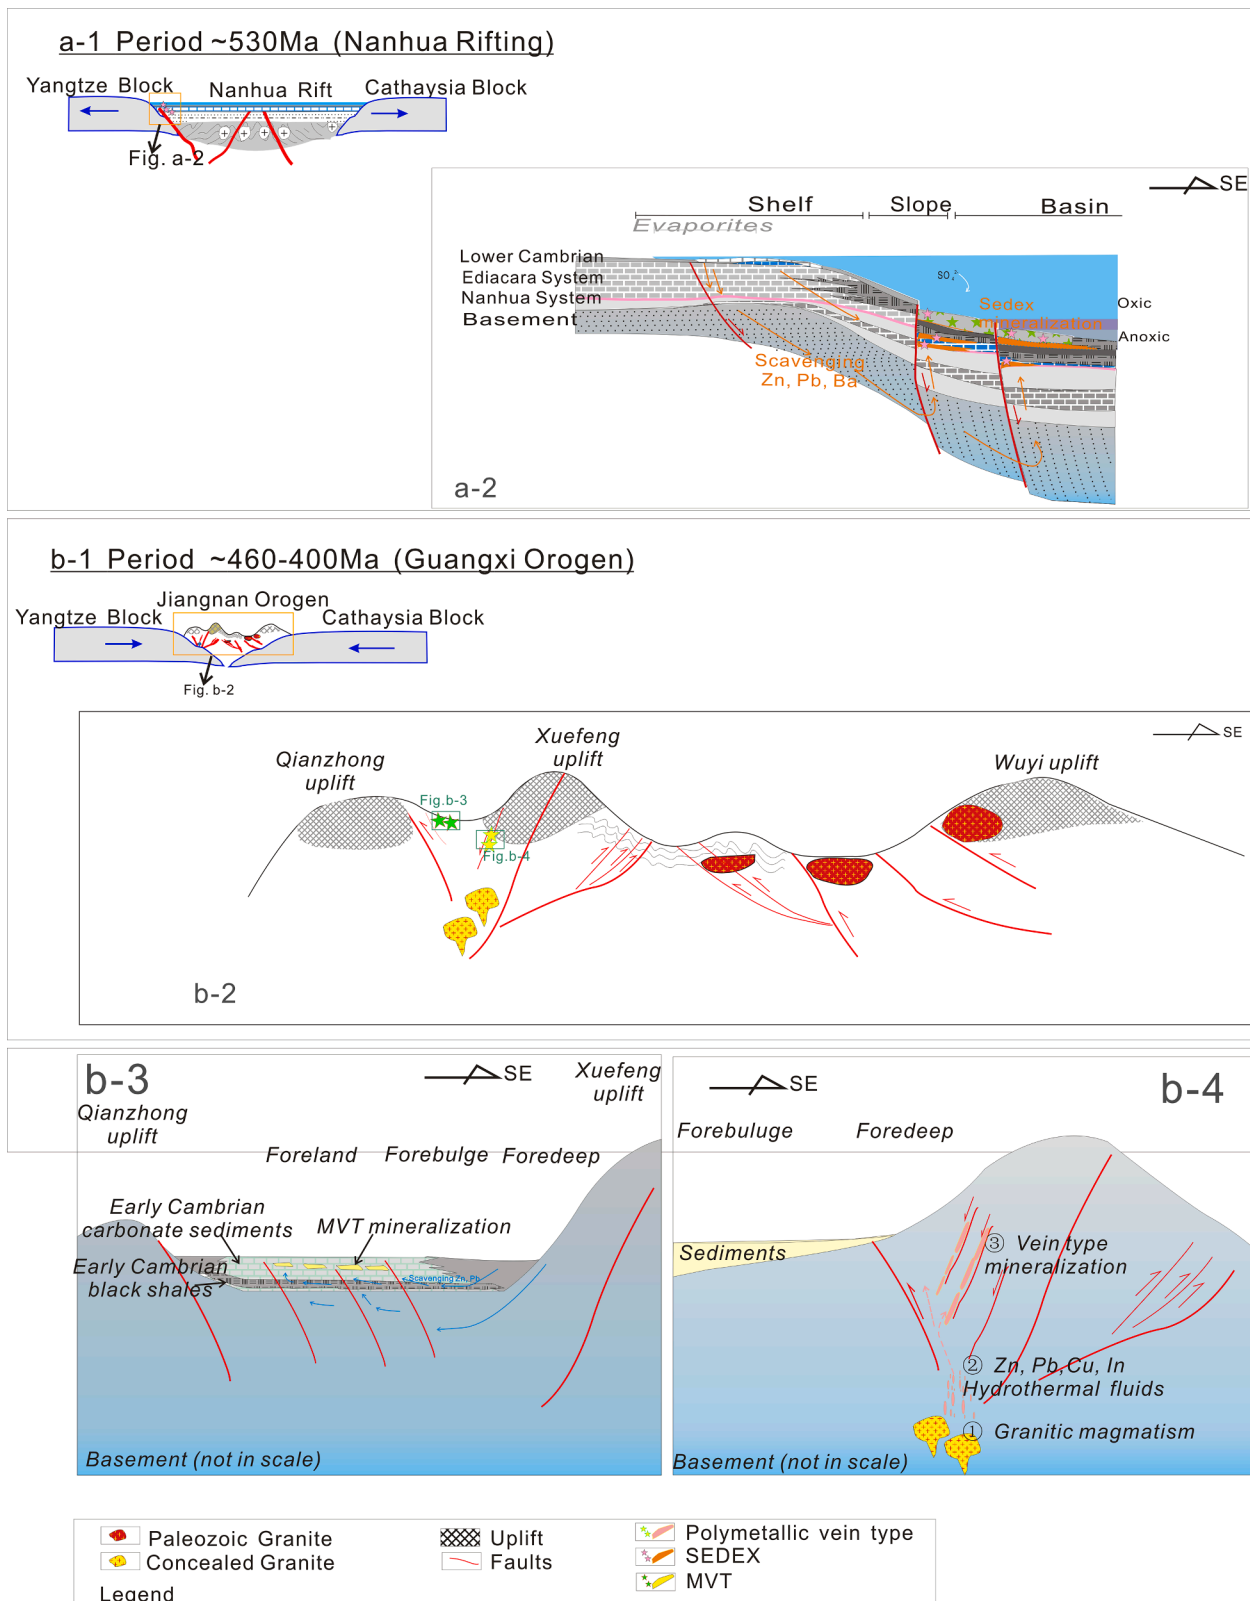 a-1 Period ~530Ma (Nanhua Rifting)
Yangtze Block
Nanhua Rift
Cathaysia Block
Fig. a-2
SE
Shelf
Slope
Basin
Evaporites
Lower Cambrian
Ediacara System
Nanhua System
Basement
SO₄²⁻
Sedex
mineralization
Oxic
Anoxic
Scavenging
Zn, Pb, Ba
a-2
b-1 Period ~460-400Ma (Guangxi Orogen)
Jiangnan Orogen
Yangtze Block
Cathaysia Block
Fig. b-2
SE
Qianzhong
uplift
Xuefeng
uplift
Wuyi uplift
Fig.b-3
Fig.b-4
b-2
b-3
SE
Xuefeng
uplift
Qianzhong
uplift
Foreland
Forebulge
Foredeep
Early Cambrian
carbonate sediments
MVT mineralization
Early Cambrian
black shales
Scavenging Zn, Pb
Basement (not in scale)
SE
b-4
Forebuluge
Foredeep
Sediments
③ Vein type
mineralization
② Zn, Pb,Cu, In
Hydrothermal fluids
① Granitic magmatism
Basement (not in scale)
Paleozoic Granite
Concealed Granite
Legend
Uplift
Faults
Polymetallic vein type
SEDEX
MVT